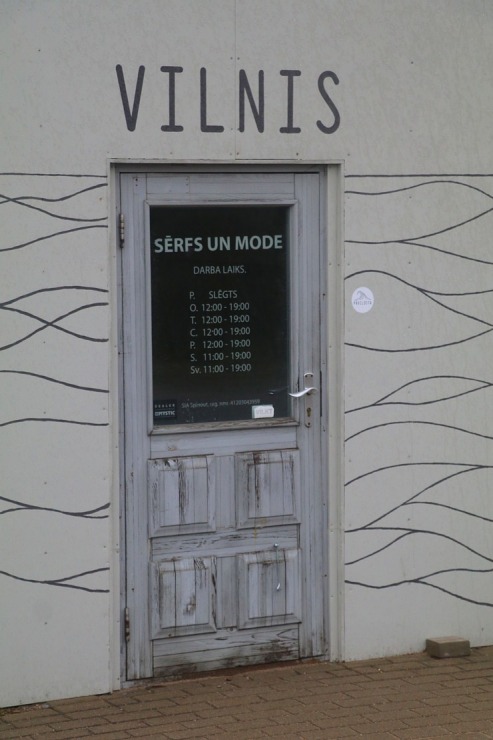 VILNIS
SĒRFS UN MODE
DARBA LAIKS.
P. SLĒGTS
O. 12:00 - 19:00
T. 12:00 - 19:00
C. 12:00 - 19:00
P. 12:00 - 19:00
S. 11:00 - 19:00
Sv. 11:00 - 19:00